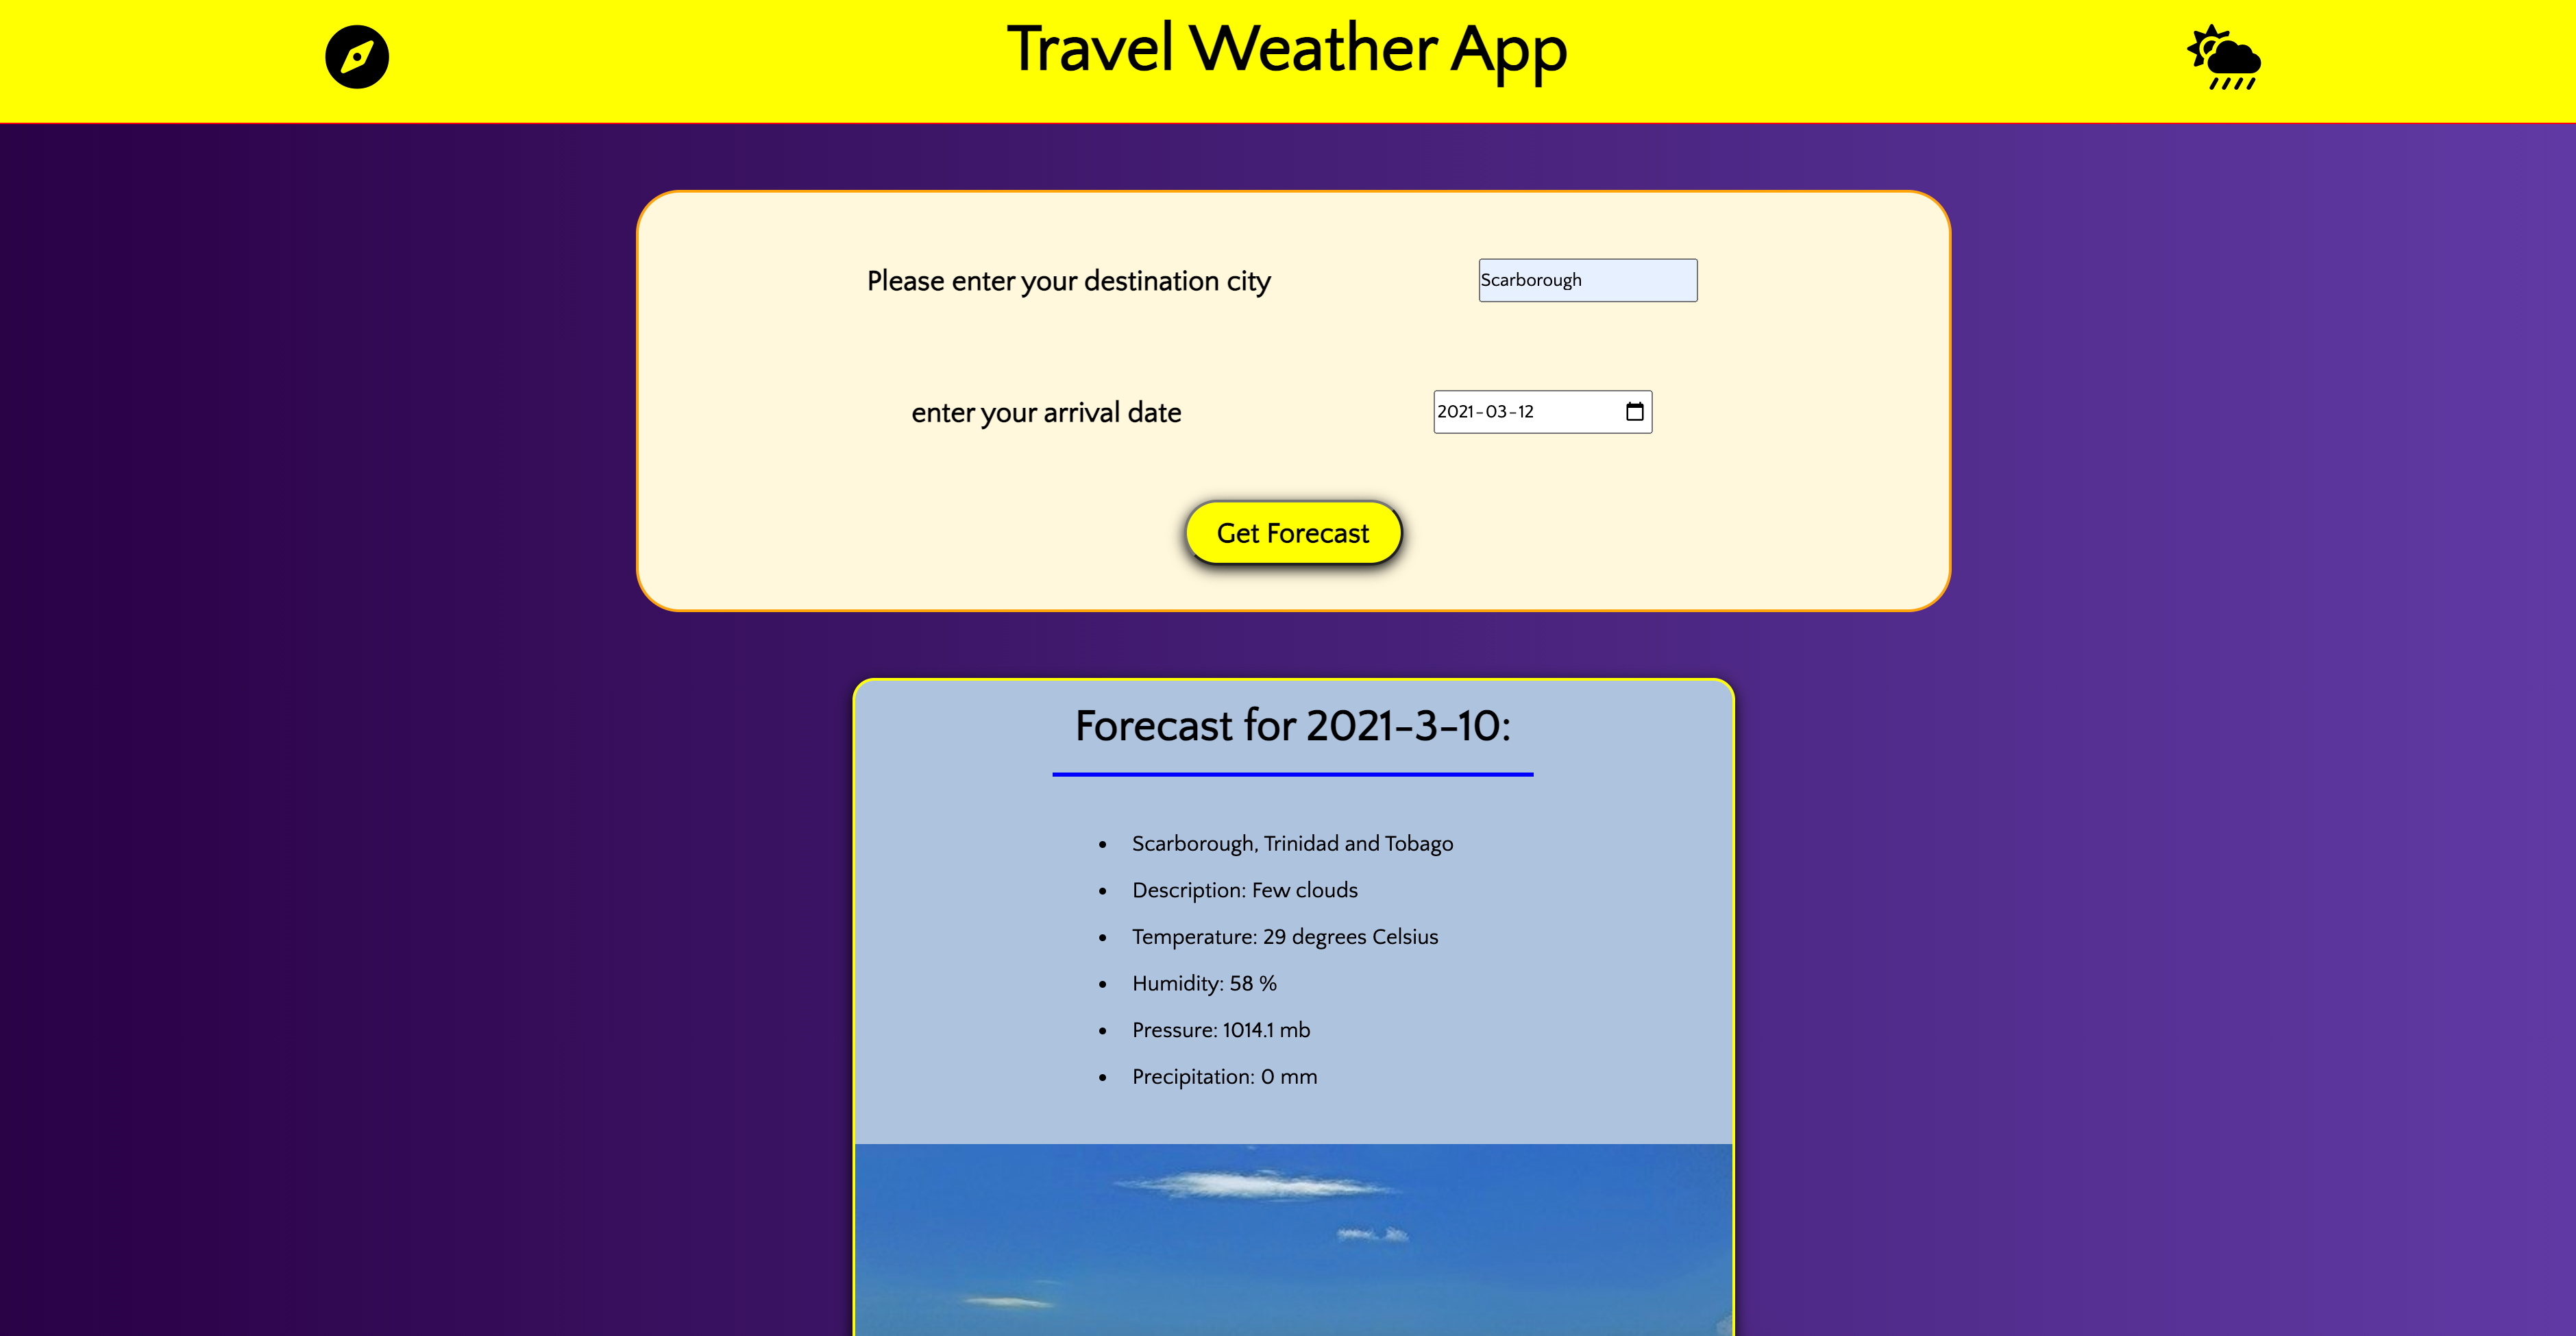 Travel Weather App
Please enter your destination city
Scarborough
enter your arrival date
2021-03-12
Get Forecast
Forecast for 2021-3-10:
Scarborough, Trinidad and Tobago
Description: Few clouds
Temperature: 29 degrees Celsius
Humidity: 58 %
Pressure: 1014.1 mb
Precipitation: 0 mm